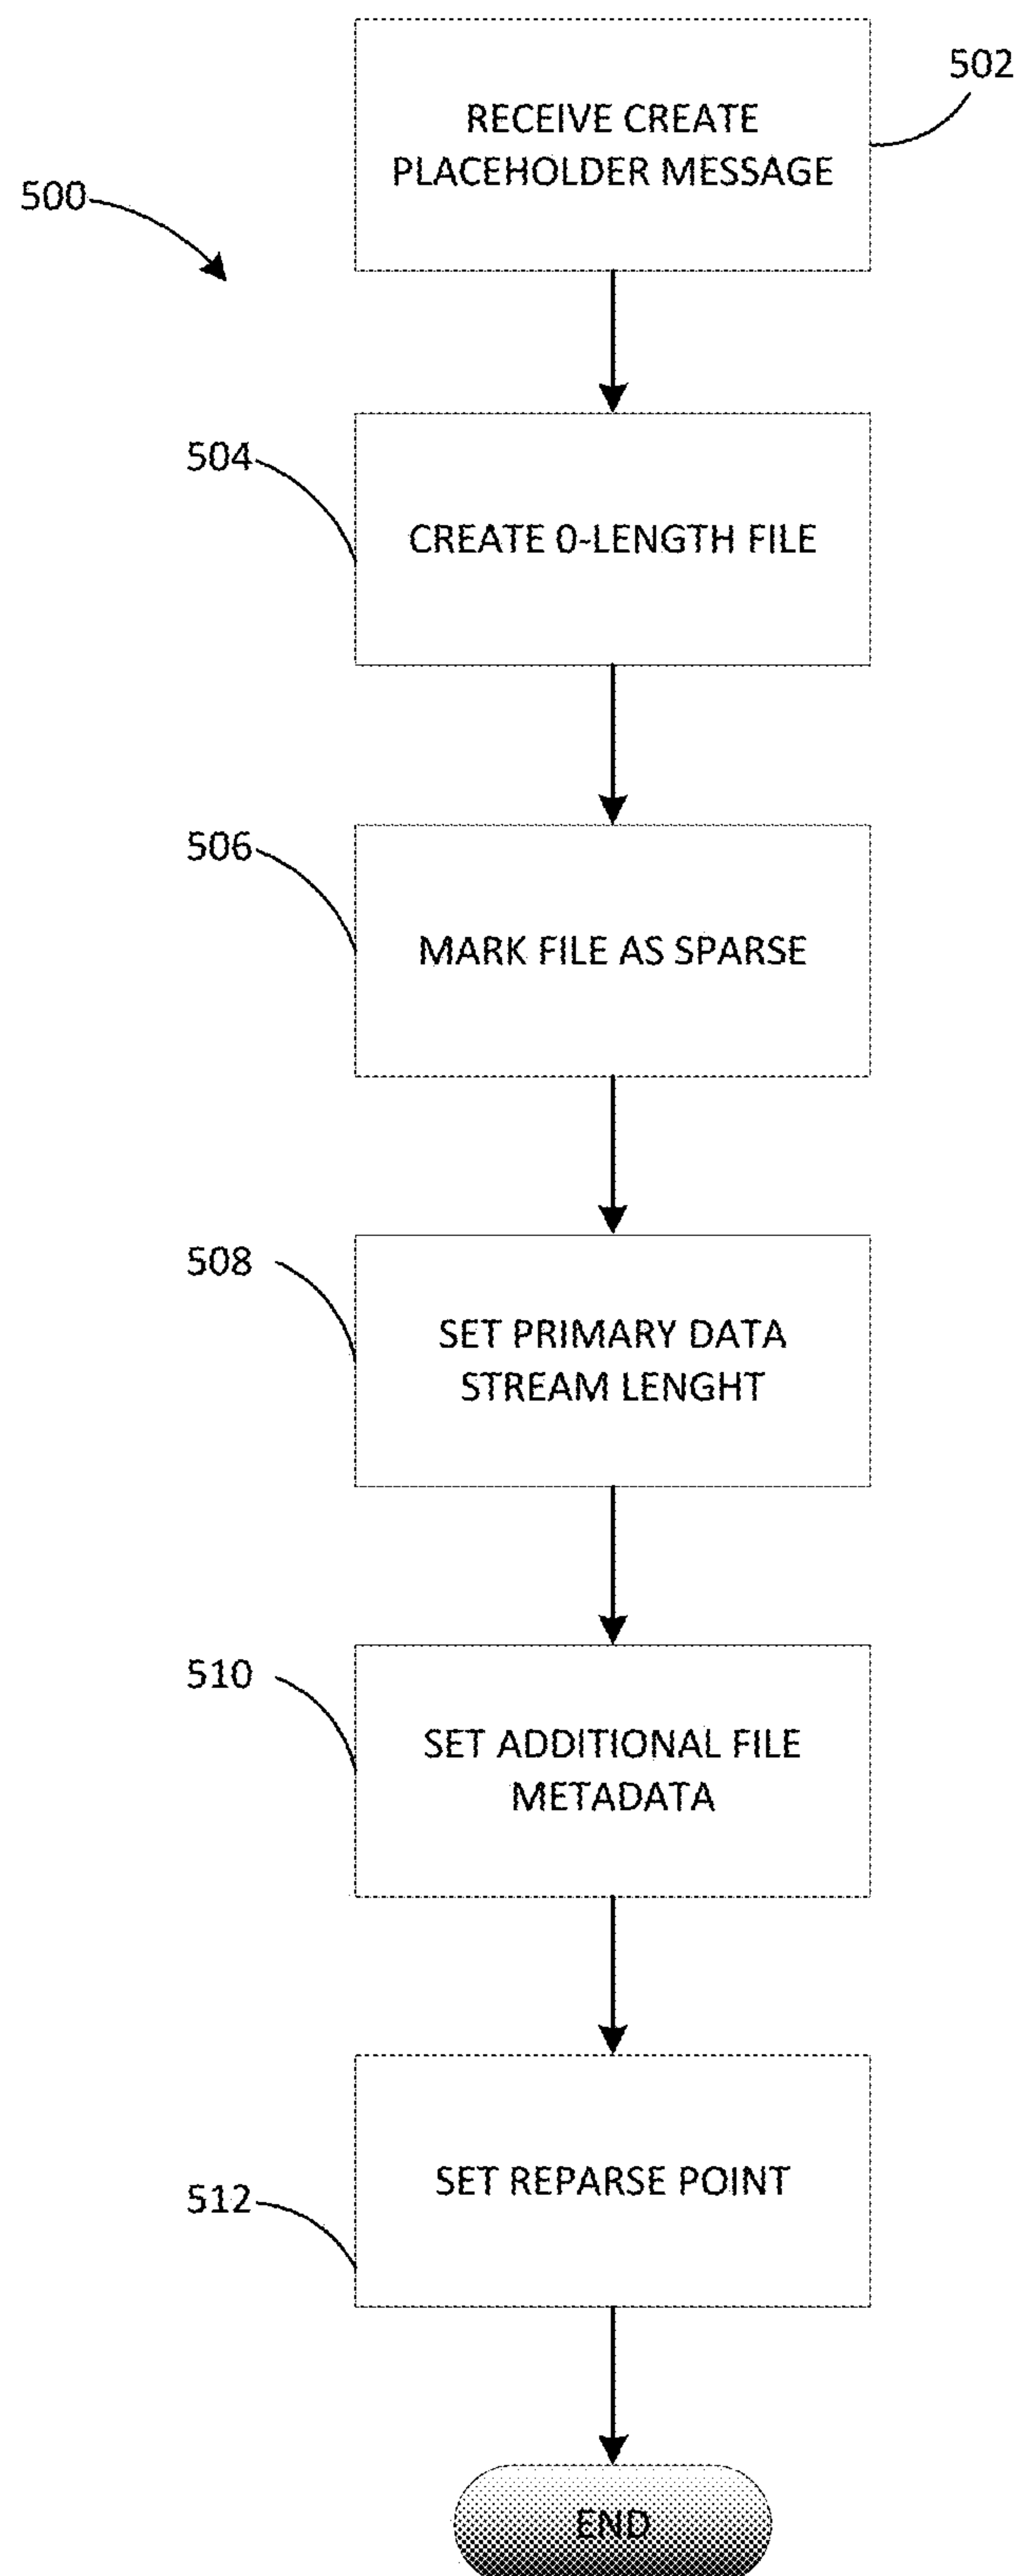 502
RECEIVE CREATE
PLACEHOLDER MESSAGE
500
504
CREATE 0-LENGTH FILE
506
MARK FILE AS SPARSE
508
SET PRIMARY DATA
STREAM LENGHT
510
SET ADDITIONAL FILE
METADATA
SET REPARSE POINT
512
END